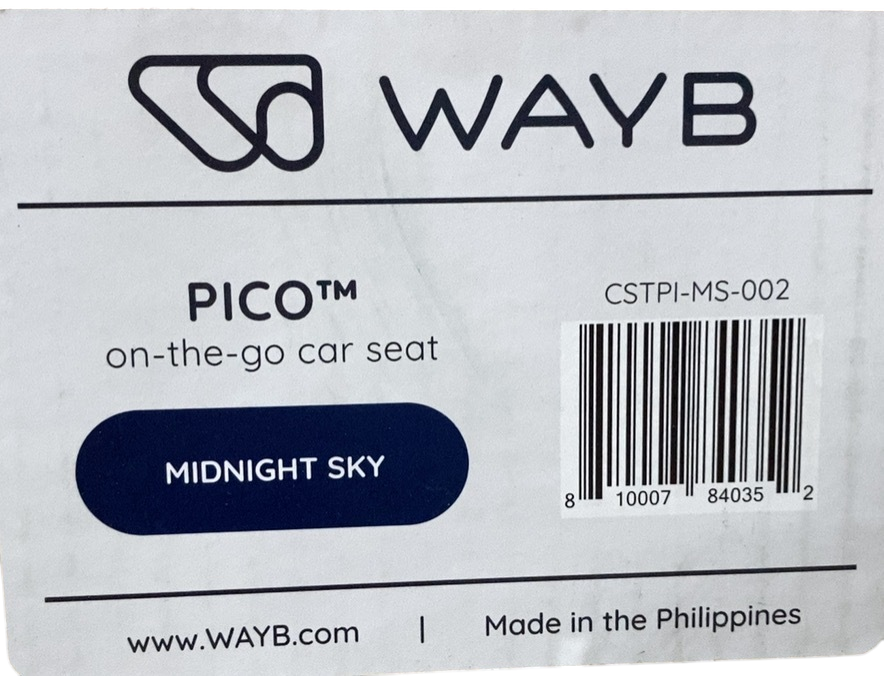 WAYB
PICO™
on-the-go car seat
MIDNIGHT SKY
CSTPI-MS-002
8 10007 84035 2
www.WAYB.com | Made in the Philippines